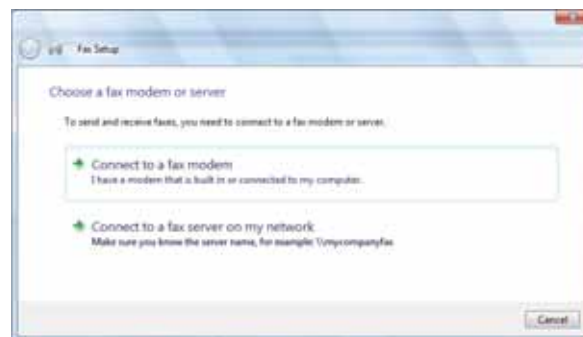 Fax Setup
Choose a fax modem or server
To send and receive faxes, you need to connect to a fax modem or server.
Connect to a fax modem
I have a modem that is built in or connected to my computer.
Connect to a fax server on my network
Make sure you know the server name, for example: \\mycompanyfax
Cancel